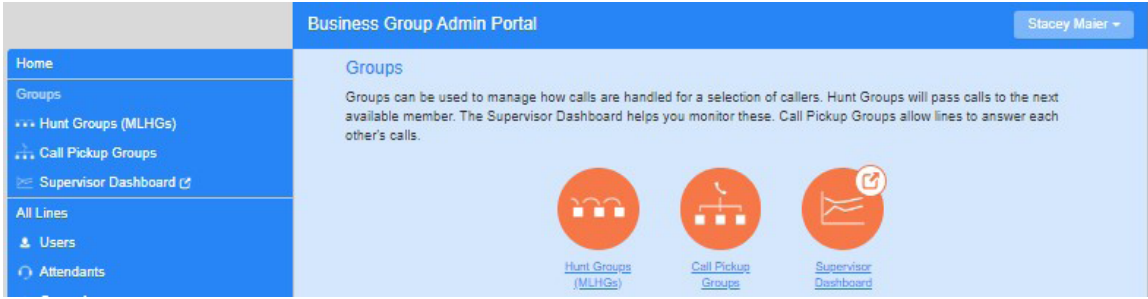 Business Group Admin Portal
Stacey Maier
Home
Groups
Hunt Groups (MLHGs)
Call Pickup Groups
Supervisor Dashboard
All Lines
Users
Attendants
Groups
Groups can be used to manage how calls are handled for a selection of callers. Hunt Groups will pass calls to the next
available member. The Supervisor Dashboard helps you monitor these. Call Pickup Groups allow lines to answer each
other's calls.
Hunt Groups
(MLHGs)
Call Pickup
Groups
Supervisor
Dashboard